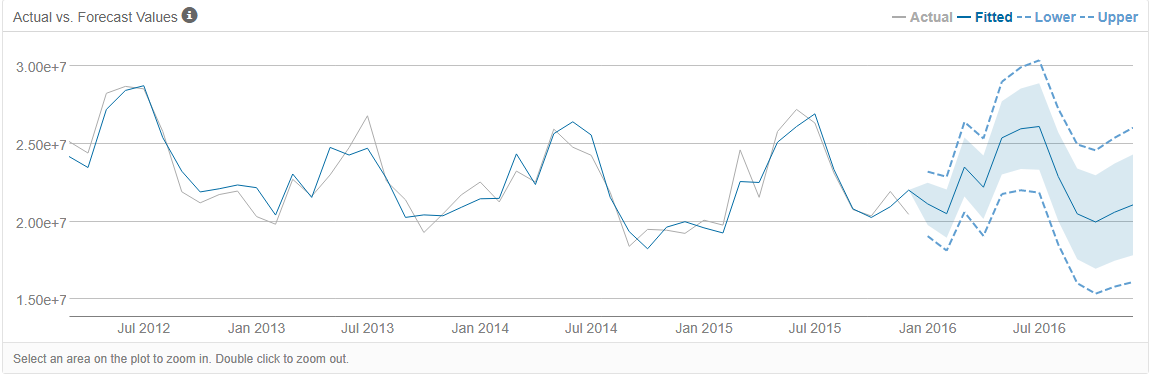 Actual vs. Forecast Values
Actual Fitted Lower Upper
3.00e+7
2.50e+7
2.00e+7
1.50e+7
Jul 2012 Jan 2013 Jul 2013 Jan 2014 Jul 2014 Jan 2015 Jul 2015 Jan 2016 Jul 2016
Select an area on the plot to zoom in. Double click to zoom out.